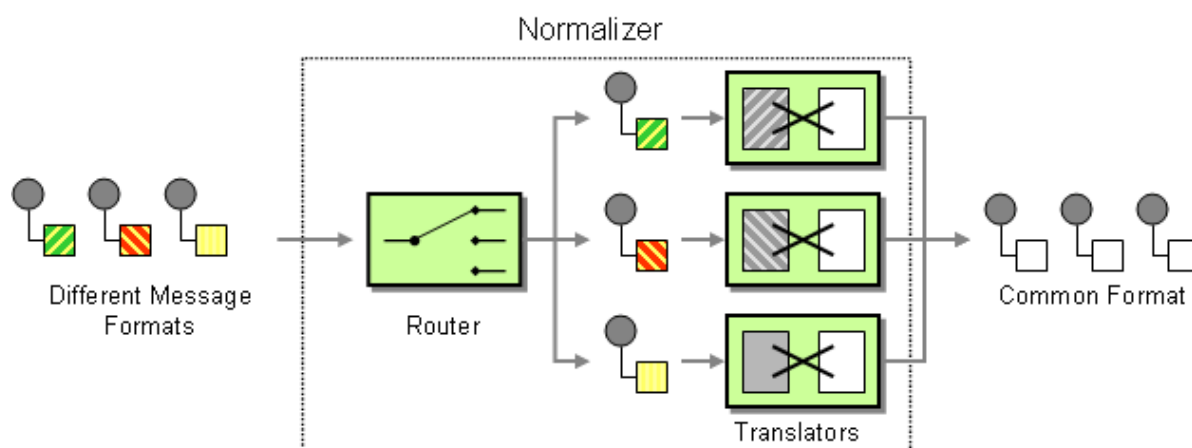 Normalizer
Different Message
Formats
Router
Translators
Common Format